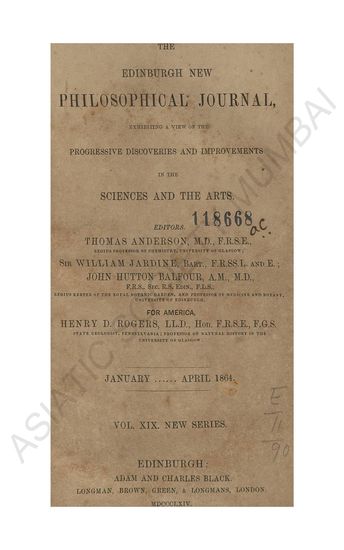 THE
EDINBURGH NEW
PHILOSOPHICAL JOURNAL,
EXHIBITING A VIEW OF THE
PROGRESSIVE DISCOVERIES AND IMPROVEMENTS
IN THE
SCIENCES AND THE ARTS.
EDITORS.
118668
ac.
THOMAS ANDERSON, M.D., F.R.S.E.,
REGIUS PROFESSOR OF CHEMISTRY, UNIVERSITY OF GLASGOW;
SIR WILLIAM JARDINE, BART., F.R.SS.L. AND E.;
JOHN HUTTON BALFOUR, A.M., M.D.,
F.R.S., SEC. R.S. EDIN., F.L.S.,
REGIUS KEEPER OF THE ROYAL BOTANIC GARDEN, AND PROFESSOR OF MEDICINE AND BOTANY,
UNIVERSITY OF EDINBURGH.
FOR AMERICA,
HENRY D. ROGERS, LL.D., HON. F.R.S.E., F.G.S.
STATE GEOLOGIST, PENNSYLVANIA; PROFESSOR OF NATURAL HISTORY IN THE
UNIVERSITY OF GLASGOW
JANUARY ...... APRIL 1864.
VOL. XIX. NEW SERIES.
E
90
EDINBURGH:
ADAM AND CHARLES BLACK.
LONGMAN, BROWN, GREEN, & LONGMANS, LONDON.
MDCCCLXIV.
ASIATIC
MUMBAI